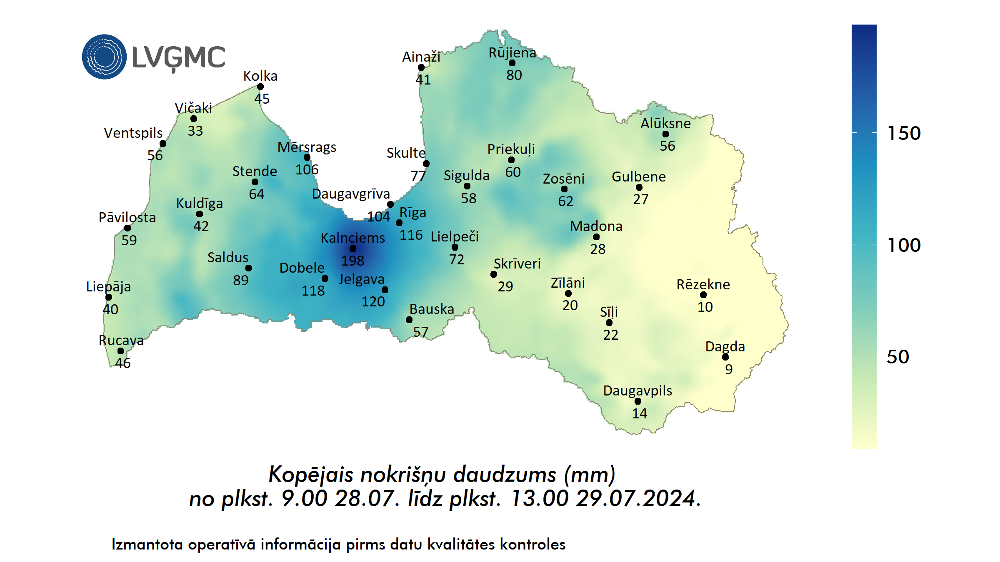 LVĢMC
Ainaži
41
Rūjiena
80
Kolka
45
Vičaki
33
Ventspils
56
Alūksne
56
Mērsrags
106
Skulte
77
Priekuļi
60
Stende
64
Sigulda
58
Zosēni
62
Gulbene
27
Daugavgrīva
104
Kuldīga
42
Rīga
116
Pāvilosta
59
Madona
28
Kalnciems
198
Lielpeči
72
Saldus
89
Dobele
118
Jelgava
120
Skrīveri
29
Zīlāni
20
Rēzekne
10
Liepāja
40
Bauska
57
Sīļi
22
Rucava
46
Dagda
9
Daugavpils
14
150
100
50
Kopējais nokrišņu daudzums (mm)
no plkst. 9.00 28.07. līdz plkst. 13.00 29.07.2024.
Izmantota operatīvā informācija pirms datu kvalitātes kontroles